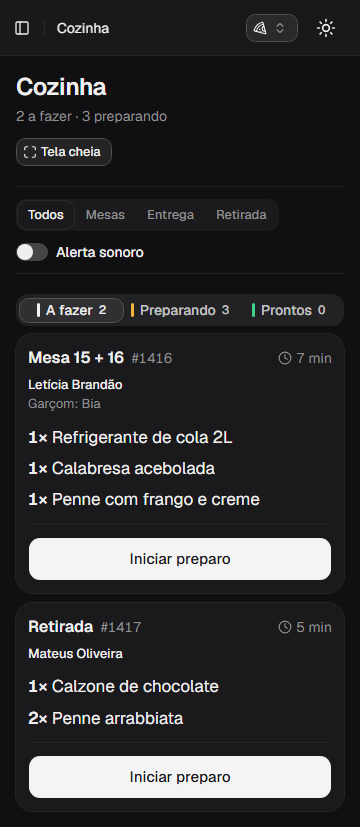 Cozinha
Cozinha
2 a fazer · 3 preparando
Tela cheia
Todos Mesas Entrega Retirada
Alerta sonoro
A fazer 2 Preparando 3 Prontos 0
Mesa 15 + 16 #1416 7 min
Letícia Brandão
Garçom: Bia
1× Refrigerante de cola 2L
1× Calabresa acebolada
1× Penne com frango e creme
Iniciar preparo
Retirada #1417 5 min
Mateus Oliveira
1× Calzone de chocolate
2× Penne arrabbiata
Iniciar preparo